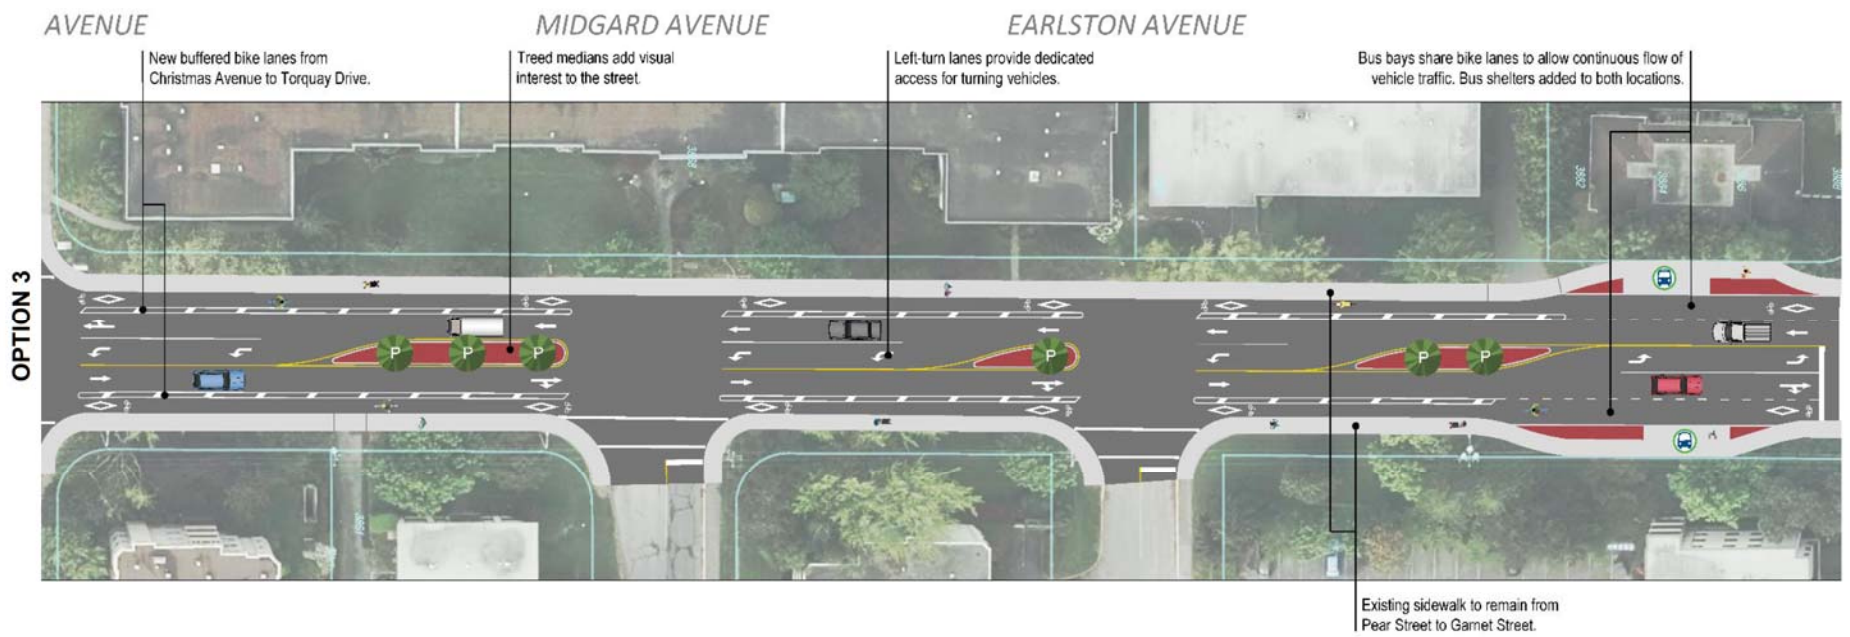 AVENUE
MIDGARD AVENUE
EARLSTON AVENUE
New buffered bike lanes from
Christmas Avenue to Torquay Drive.
Treed medians add visual
interest to the street.
Left-turn lanes provide dedicated
access for turning vehicles.
Bus bays share bike lanes to allow continuous flow of
vehicle traffic. Bus shelters added to both locations.
OPTION 3
3882
P
P
P
P
P
P
Existing sidewalk to remain from
Pear Street to Garnet Street.